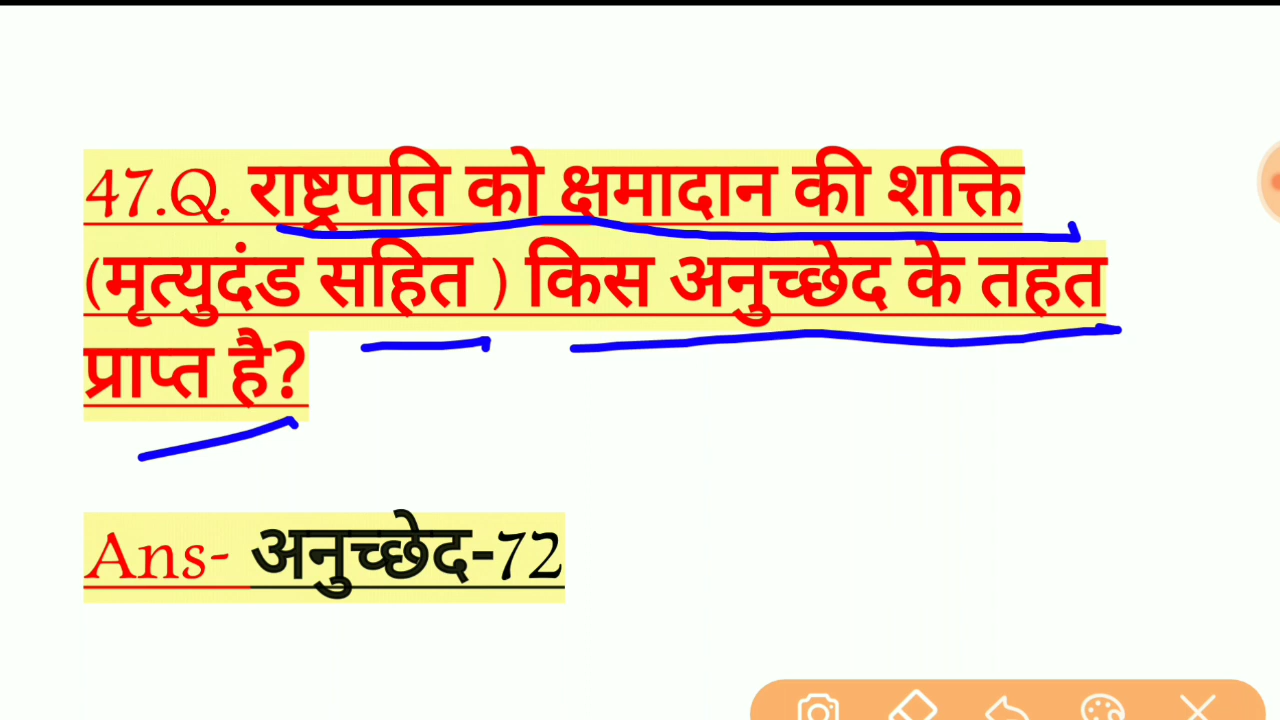 47.Q. राष्ट्रपति को क्षमादान की शक्ति
(मृत्युदंड सहित ) किस अनुच्छेद के तहत
प्राप्त है?
Ans- अनुच्छेद-72